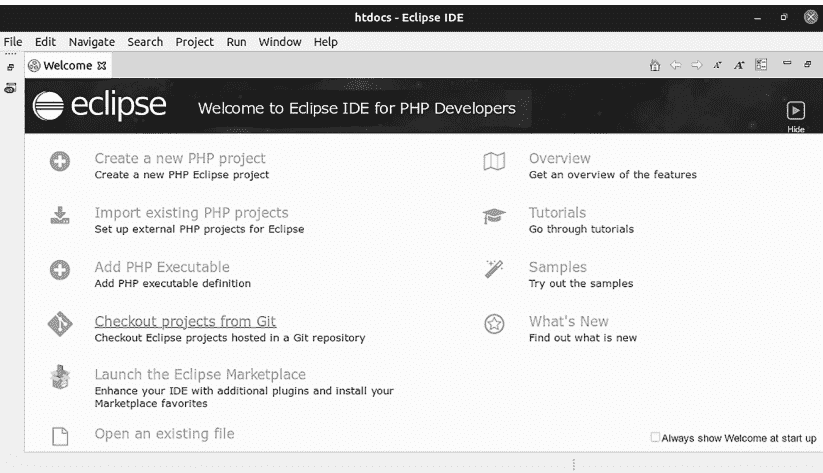 htdocs - Eclipse IDE
File Edit Navigate Search Project Run Window Help
Welcome
eclipse
Welcome to Eclipse IDE for PHP Developers
Hide
Create a new PHP project
Create a new PHP Eclipse project
Import existing PHP projects
Set up external PHP projects for Eclipse
Add PHP Executable
Add PHP executable definition
Checkout projects from Git
Checkout Eclipse projects hosted in a Git repository
Launch the Eclipse Marketplace
Enhance your IDE with additional plugins and install your
Marketplace favorites
Open an existing file
Overview
Get an overview of the features
Tutorials
Go through tutorials
Samples
Try out the samples
What's New
Find out what is new
Always show Welcome at start up